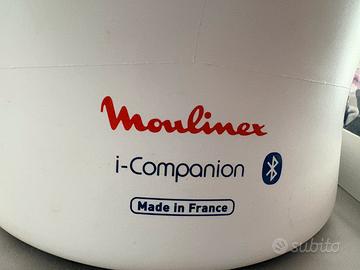 Moulinex
i-Companion
Made in France
subito